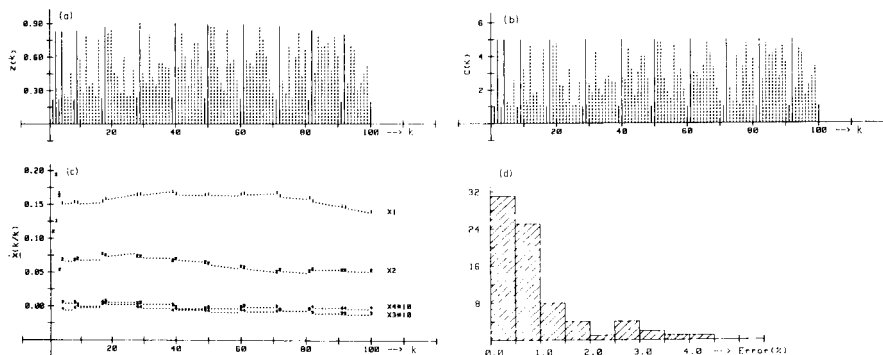 (a)
0.90
0.60
0.30
Z(k)
20
40
60
80
100
--> k
(b)
6
4
2
C(k)
20
40
60
80
100
--> k
(c)
0.20
0.15
0.10
0.05
0.00
x̂(k/k)
X1
X2
X4*10
X3*10
20
40
60
80
100
--> k
(d)
32
24
16
8
0.0
1.0
2.0
3.0
4.0
--> Error(%)